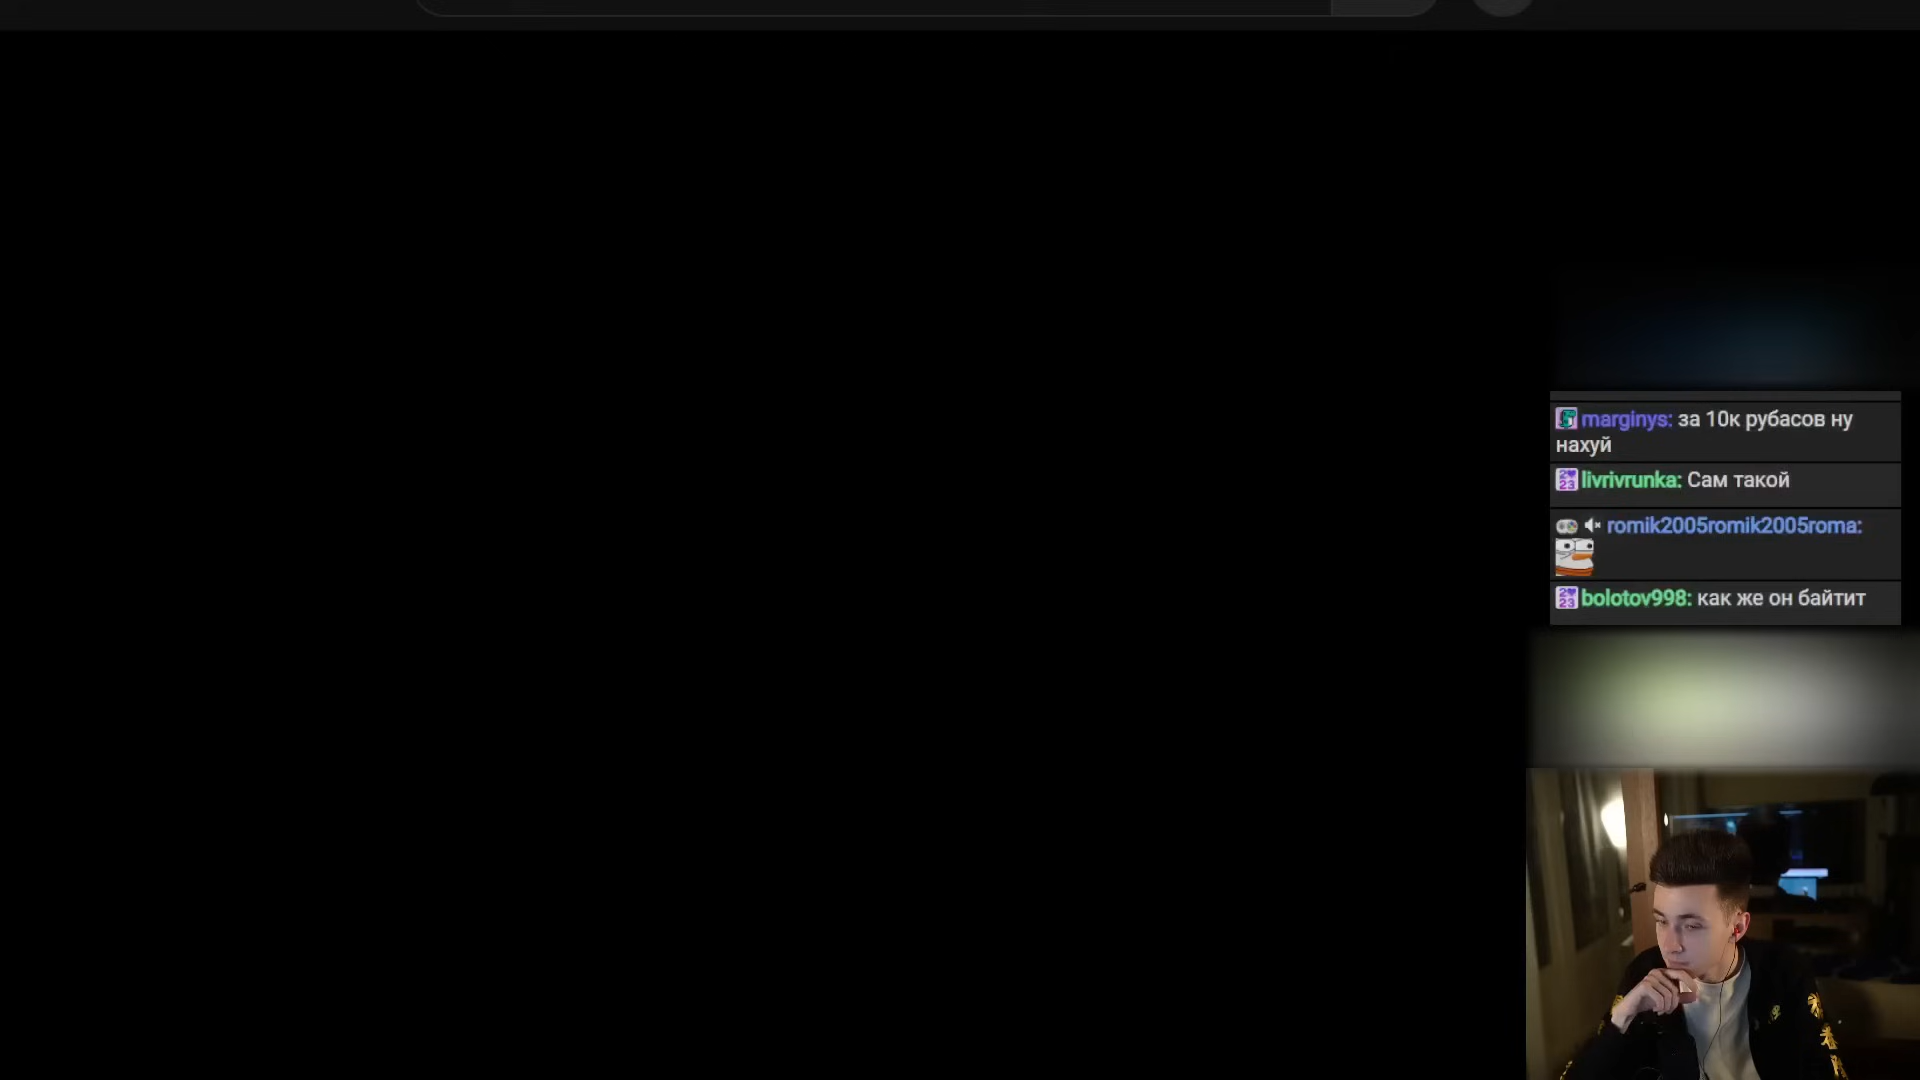 marginys: за 10к рубасов ну
нахуй
livrivrunka: Сам такой
romik2005romik2005roma:
bolotov998: как же он байтит